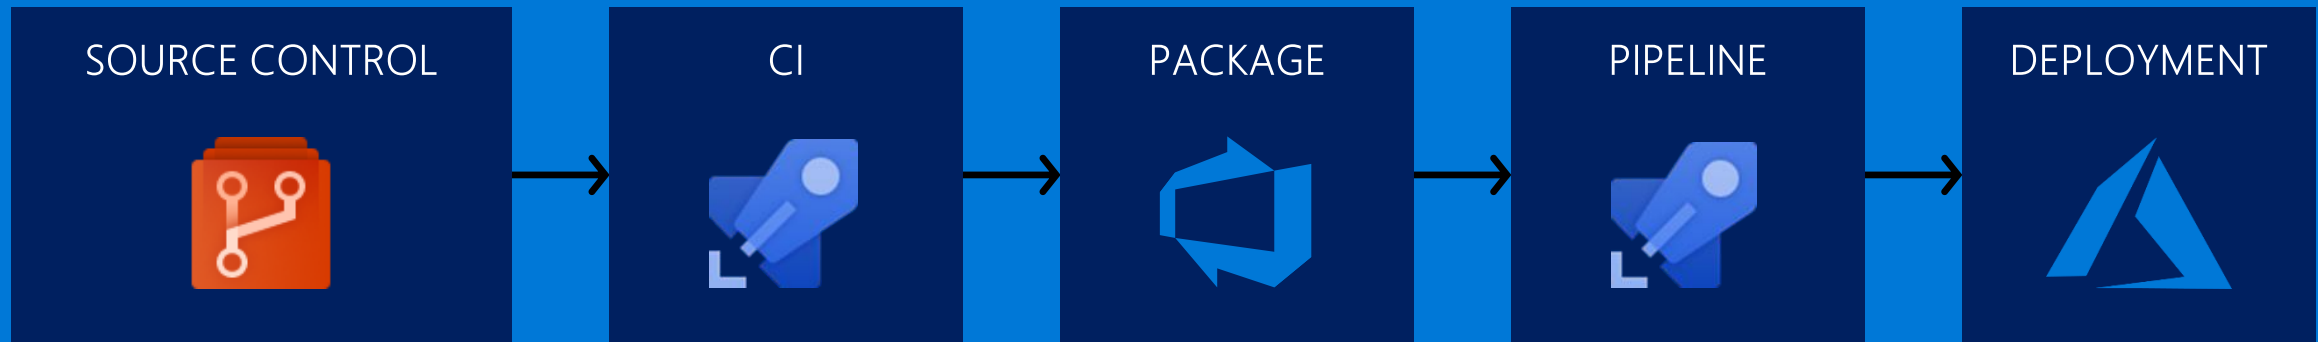 SOURCE CONTROL
CI
PACKAGE
PIPELINE
DEPLOYMENT